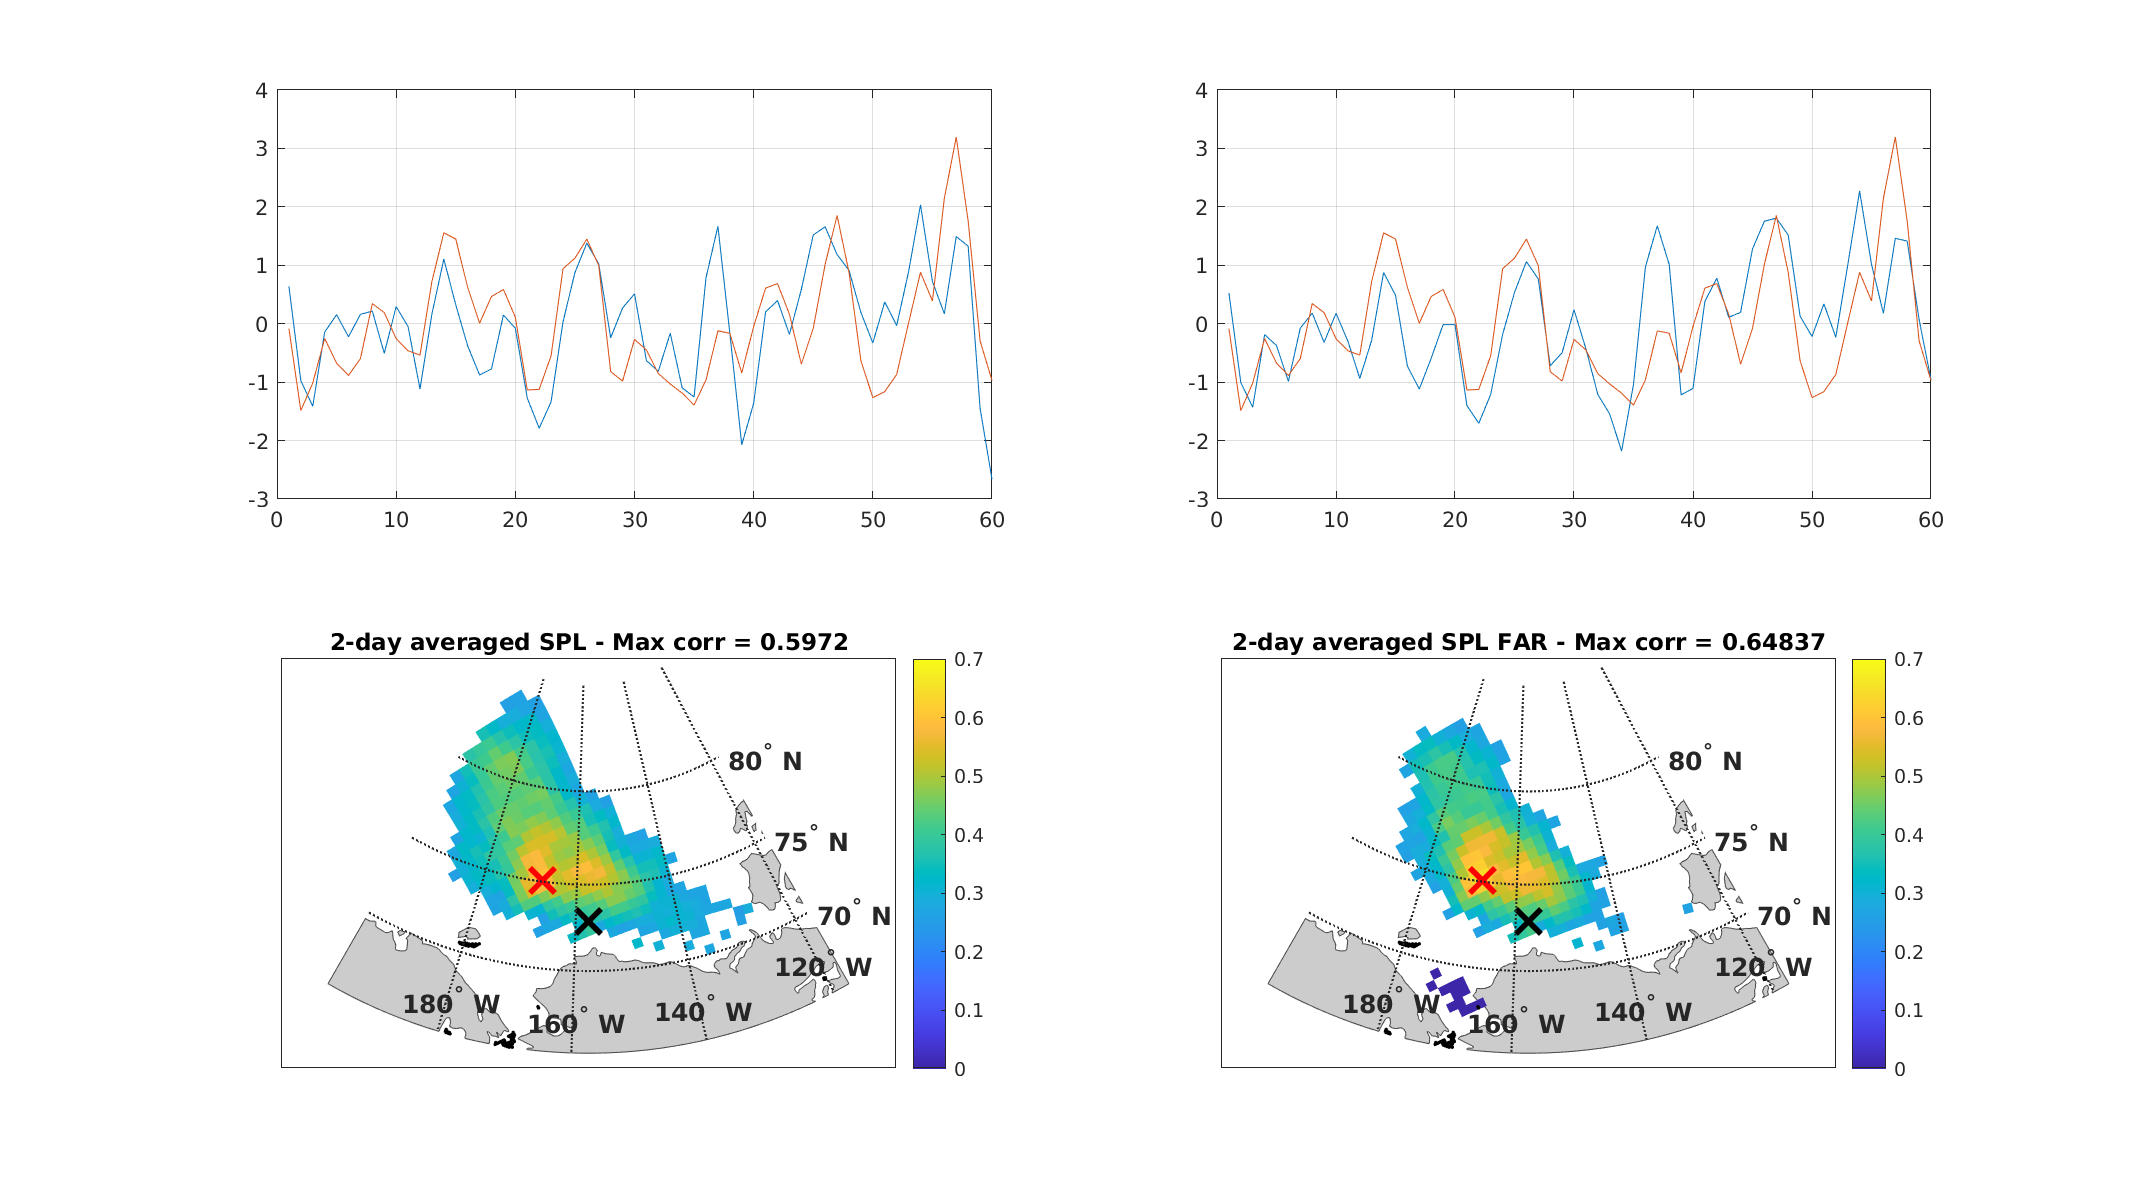 4
3
2
1
0
-1
-2
-3
0 10 20 30 40 50 60
4
3
2
1
0
-1
-2
-3
0 10 20 30 40 50 60
2-day averaged SPL - Max corr = 0.5972
80° N
75° N
70° N
120° W
180° W
160° W
140° W
0.7
0.6
0.5
0.4
0.3
0.2
0.1
0
2-day averaged SPL FAR - Max corr = 0.64837
80° N
75° N
70° N
120° W
180° W
160° W
140° W
0.7
0.6
0.5
0.4
0.3
0.2
0.1
0